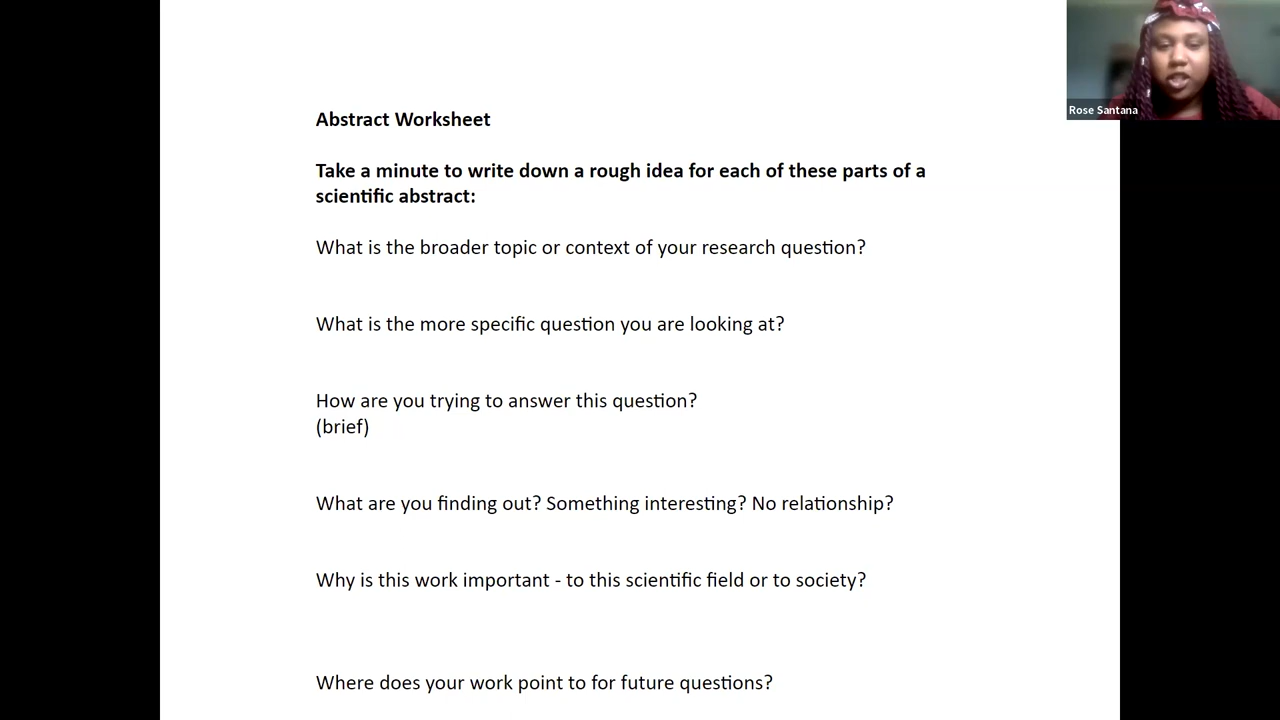 Abstract Worksheet
Take a minute to write down a rough idea for each of these parts of a
scientific abstract:
What is the broader topic or context of your research question?
What is the more specific question you are looking at?
How are you trying to answer this question?
(brief)
What are you finding out? Something interesting? No relationship?
Why is this work important - to this scientific field or to society?
Where does your work point to for future questions?
Rose Santana